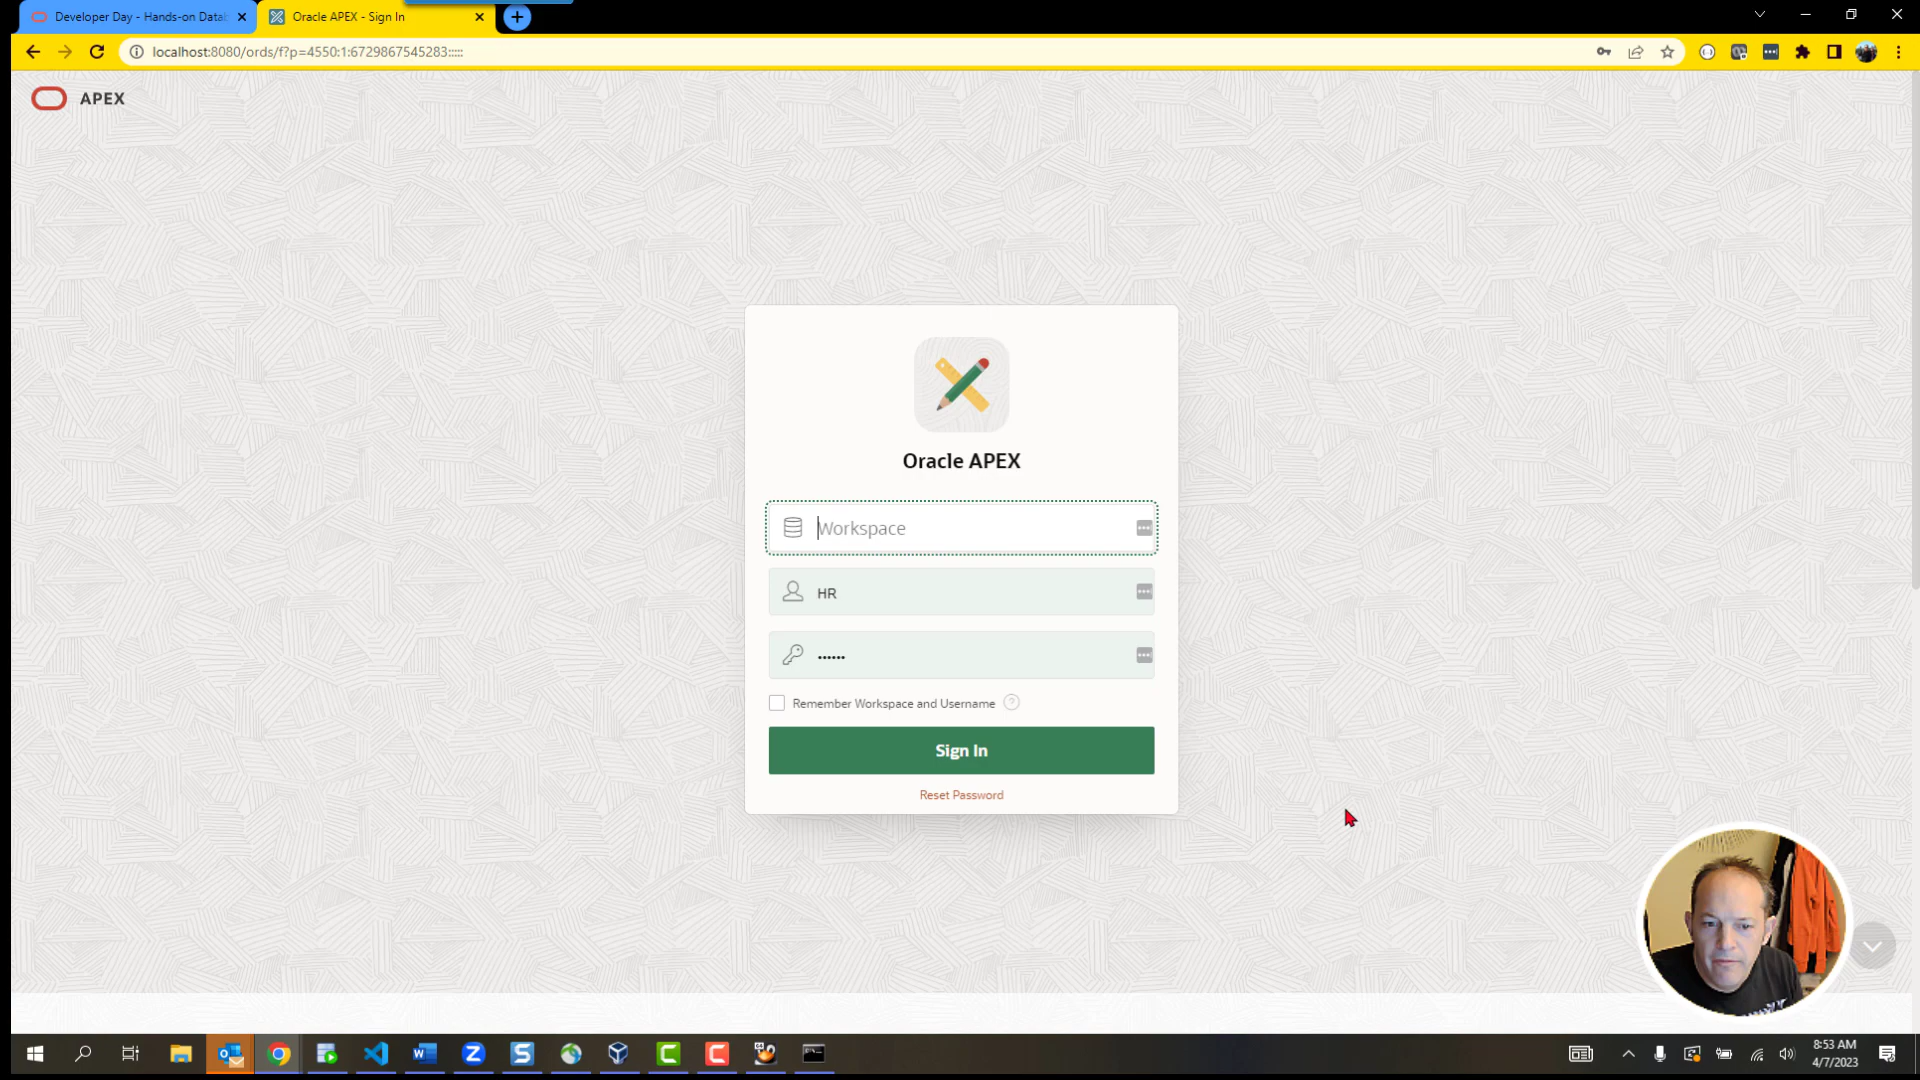 Developer Day - Hands-on Datab
Oracle APEX - Sign In
localhost:8080/ords/f?p=4550:1:6729867545283:::::
APEX
Oracle APEX
Workspace
HR
••••••
Remember Workspace and Username
?
Sign In
Reset Password
8:53 AM
4/7/2023